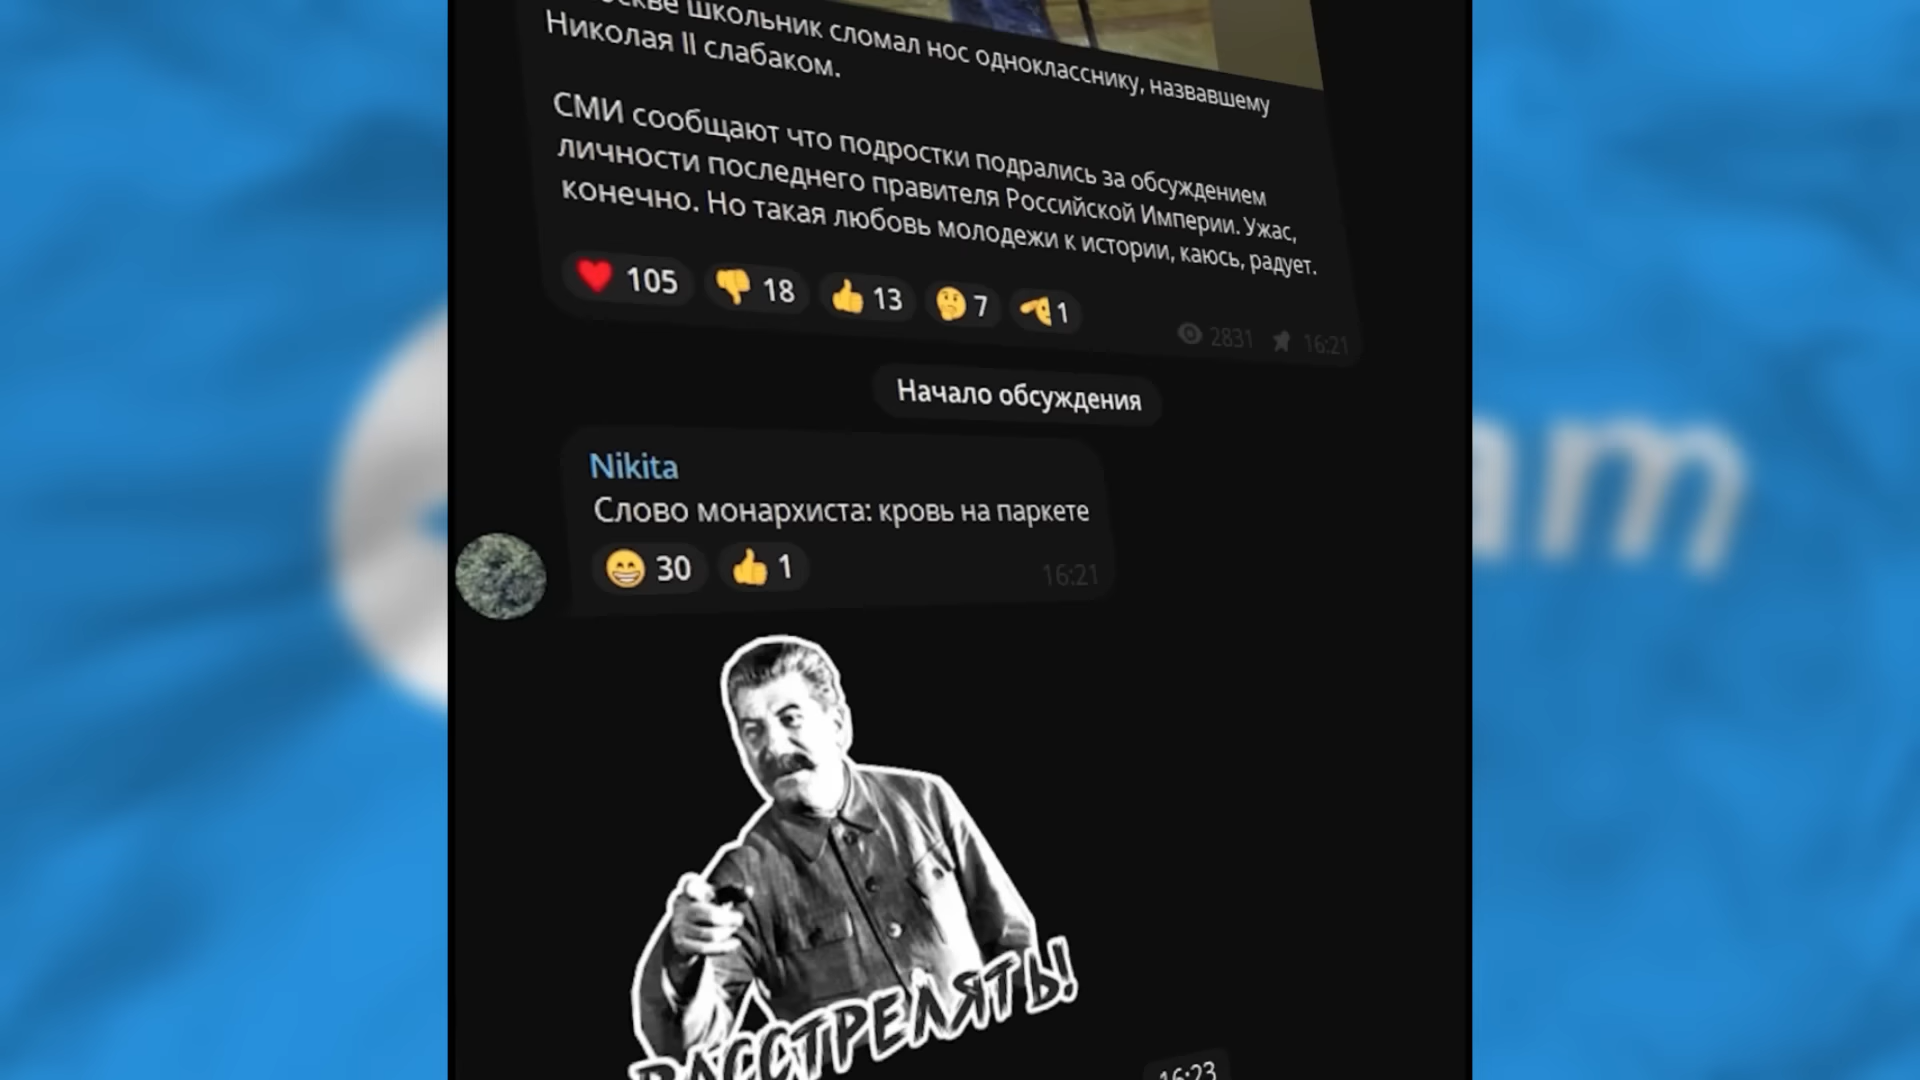 школьник сломал нос однокласснику, назвавшему
Николая II слабаком.
СМИ сообщают что подростки подрались за обсуждением
личности последнего правителя Российской Империи. Ужас,
конечно. Но такая любовь молодежи к истории, каюсь, радует.
105 18 13 7 1
2831 16:21
Начало обсуждения
Nikita
Слово монархиста: кровь на паркете
30 1
16:21
РАССТРЕЛЯТЬ!
16:23
am